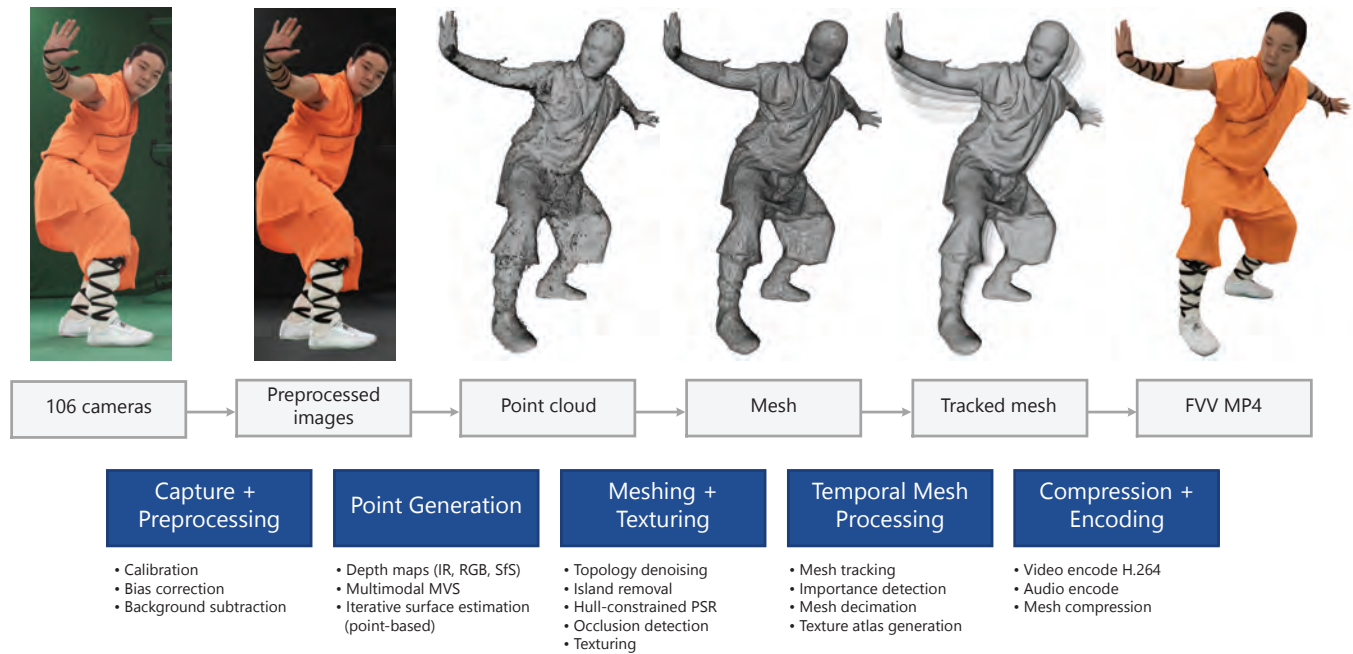 106 cameras
Preprocessed
images
Point cloud
Mesh
Tracked mesh
FVV MP4
Capture +
Preprocessing
Point Generation
Meshing +
Texturing
Temporal Mesh
Processing
Compression +
Encoding
• Calibration
• Bias correction
• Background subtraction
• Depth maps (IR, RGB, SfS)
• Multimodal MVS
• Iterative surface estimation
(point-based)
• Topology denoising
• Island removal
• Hull-constrained PSR
• Occlusion detection
• Texturing
• Mesh tracking
• Importance detection
• Mesh decimation
• Texture atlas generation
• Video encode H.264
• Audio encode
• Mesh compression